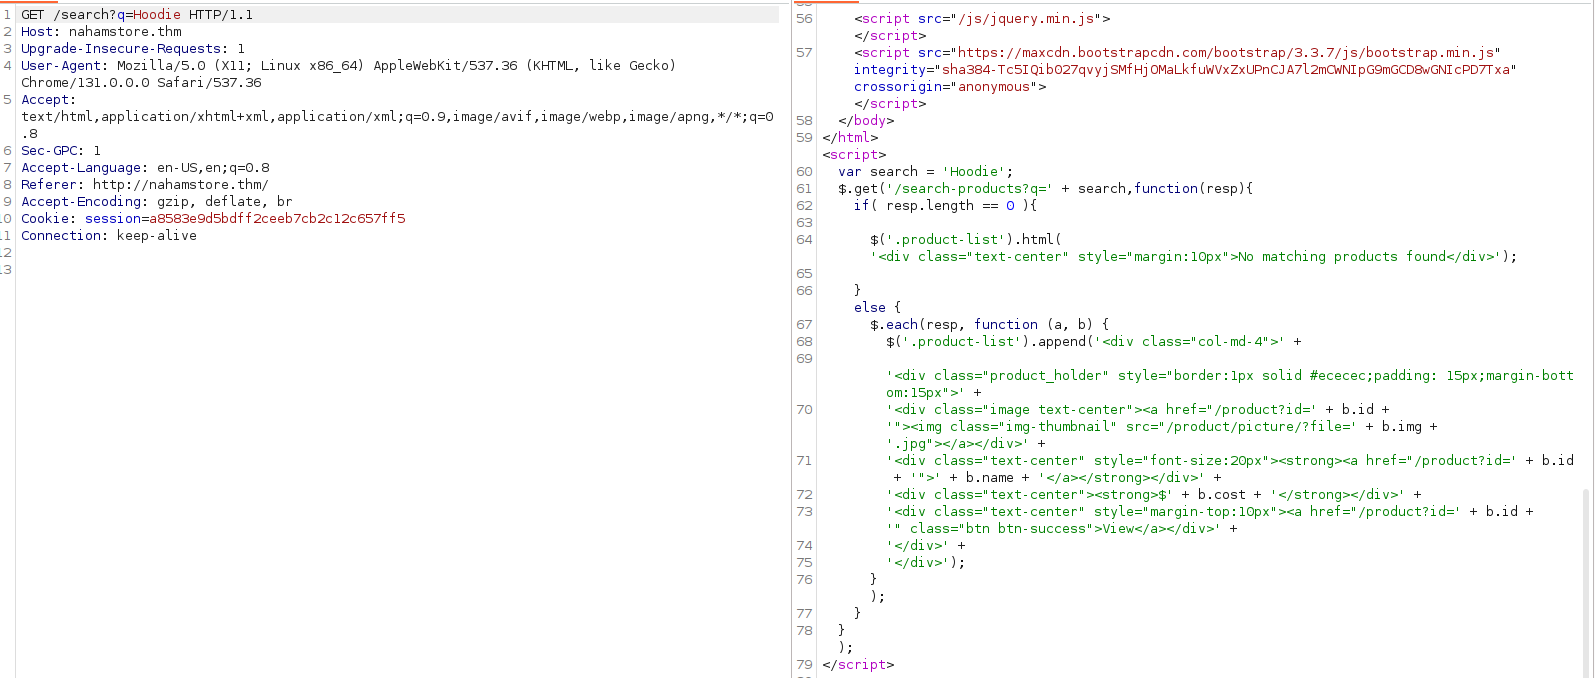 1 GET /search?q=Hoodie HTTP/1.1
2 Host: nahamstore.thm
3 Upgrade-Insecure-Requests: 1
4 User-Agent: Mozilla/5.0 (X11; Linux x86_64) AppleWebKit/537.36 (KHTML, like Gecko)
Chrome/131.0.0.0 Safari/537.36
5 Accept:
text/html,application/xhtml+xml,application/xml;q=0.9,image/avif,image/webp,image/apng,*/*;q=0
.8
6 Sec-GPC: 1
7 Accept-Language: en-US,en;q=0.8
8 Referer: http://nahamstore.thm/
9 Accept-Encoding: gzip, deflate, br
10 Cookie: session=a8583e9d5bdff2ceeb7cb2c12c657ff5
11 Connection: keep-alive
12
13
56 <script src="/js/jquery.min.js">
</script>
57 <script src="https://maxcdn.bootstrapcdn.com/bootstrap/3.3.7/js/bootstrap.min.js"
integrity="sha384-Tc5IQib027qvyjSMfHjOMaLkfuWVxZxUPnCJA7l2mCWNIpG9mGCD8wGNIcPD7Txa"
crossorigin="anonymous">
</script>
58 </body>
59 </html>
<script>
60 var search = 'Hoodie';
61 $.get('/search-products?q=' + search,function(resp){
62 if( resp.length == 0 ){
63
64 $('.product-list').html(
'<div class="text-center" style="margin:10px">No matching products found</div>');
65
66 }
else {
67 $.each(resp, function (a, b) {
68 $('.product-list').append('<div class="col-md-4">' +
69
'<div class="product_holder" style="border:1px solid #ececec;padding: 15px;margin-bott
om:15px">' +
70 '<div class="image text-center"><a href="/product?id=' + b.id +
'"><img class="img-thumbnail" src="/product/picture/?file=' + b.img +
'.jpg"></a></div>' +
71 '<div class="text-center" style="font-size:20px"><strong><a href="/product?id=' + b.id
+ '">' + b.name + '</a></strong></div>' +
72 '<div class="text-center"><strong>$' + b.cost + '</strong></div>' +
73 '<div class="text-center" style="margin-top:10px"><a href="/product?id=' + b.id +
'" class="btn btn-success">View</a></div>' +
74 '</div>' +
75 '</div>');
76 }
);
77 }
78 }
);
79 </script>